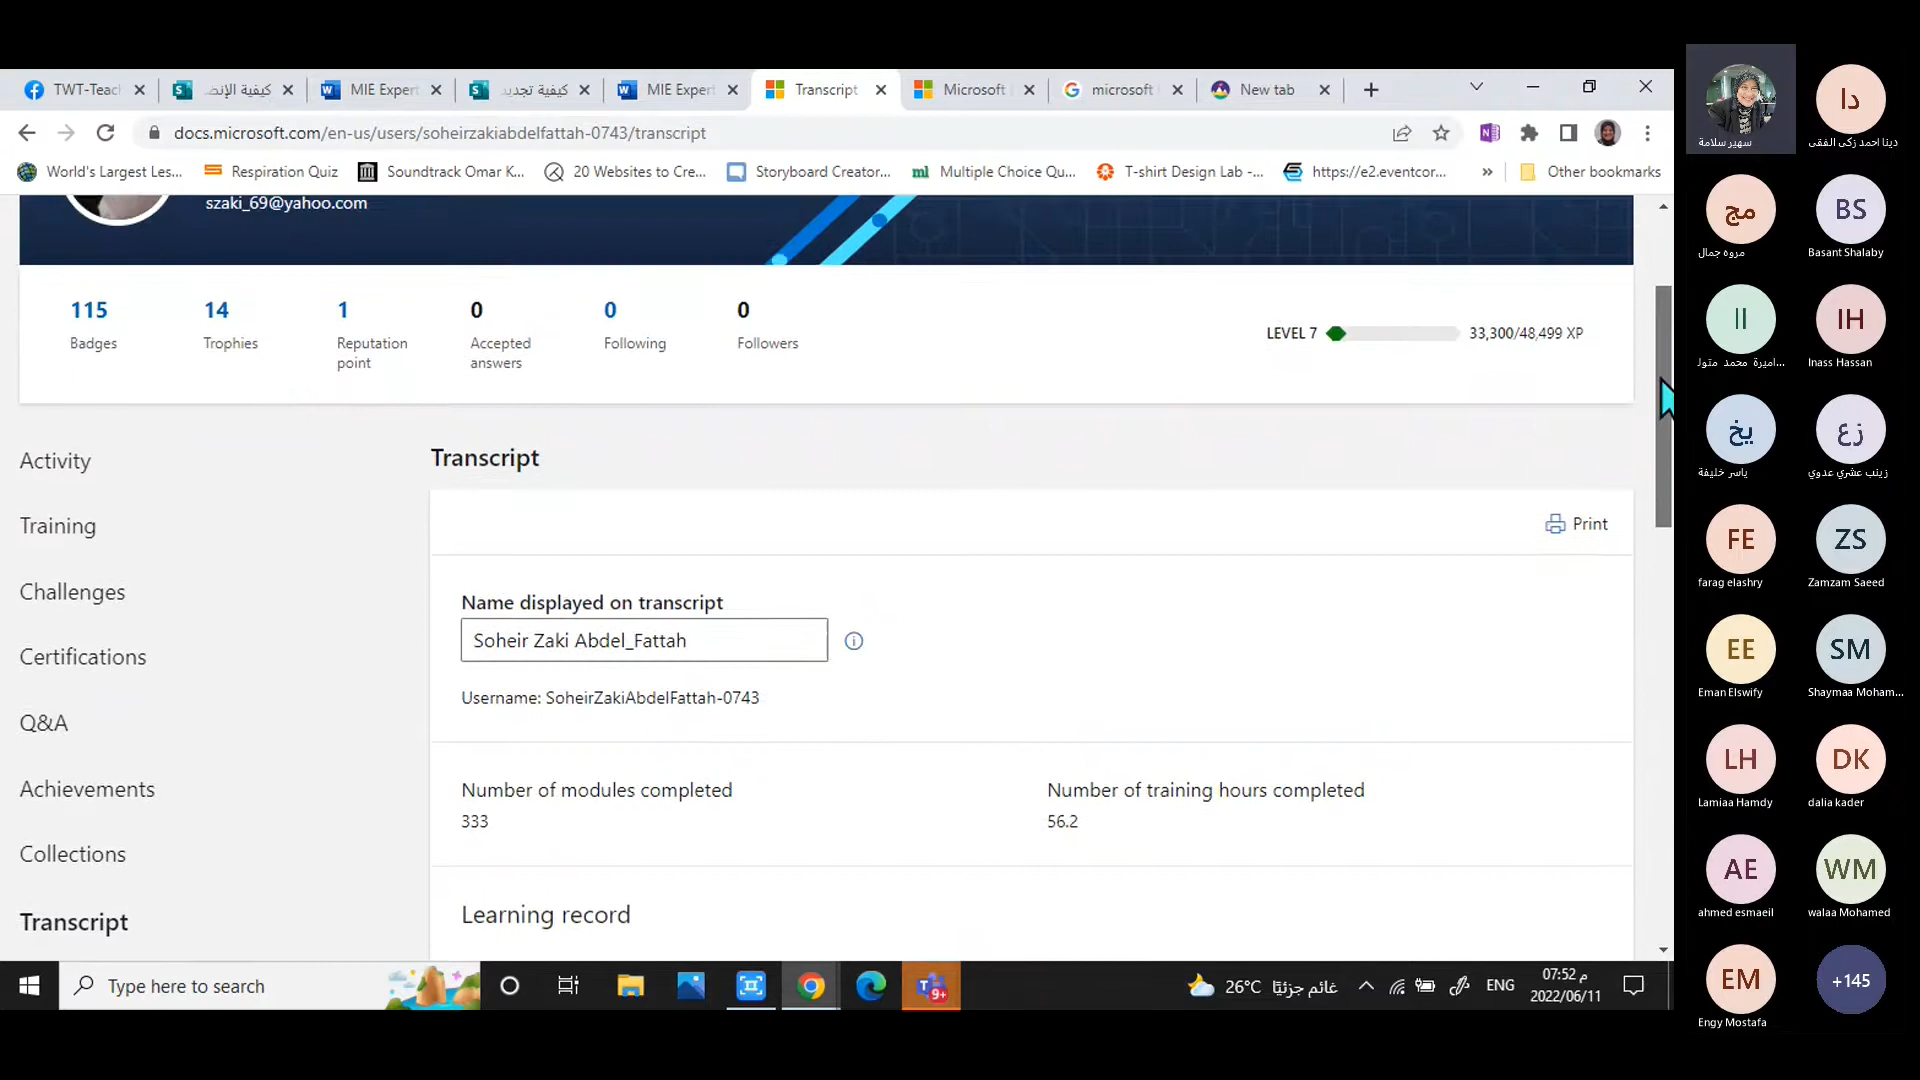 TWT-Teach
كيفية الإنض
MIE Expert
كيفية تجديد
MIE Expert
Transcript
Microsoft
microsoft
New tab
docs.microsoft.com/en-us/users/soheirzakiabdelfattah-0743/transcript
World's Largest Les...
Respiration Quiz
Soundtrack Omar K...
20 Websites to Cre...
Storyboard Creator...
Multiple Choice Qu...
T-shirt Design Lab -...
https://e2.eventcor...
»
Other bookmarks
szaki_69@yahoo.com
115
14
1
0
0
0
Badges
Trophies
Reputation
point
Accepted
answers
Following
Followers
LEVEL 7
33,300/48,499 XP
Activity
Training
Challenges
Certifications
Q&A
Achievements
Collections
Transcript
Transcript
Print
Name displayed on transcript
Soheir Zaki Abdel_Fattah
Username: SoheirZakiAbdelFattah-0743
Number of modules completed
333
Number of training hours completed
56.2
Learning record
Type here to search
9+
26°C غائم جزئيًا
ENG
07:52 م
2022/06/11
سهير سلامة
دا
دينا احمد زكى الفقى
مج
مروه جمال
BS
Basant Shalaby
اا
اميرة محمد متول...
IH
Inass Hassan
يخ
ياسر خليفة
زع
زينب عشري عدوي
FE
farag elashry
ZS
Zamzam Saeed
EE
Eman Elswify
SM
Shaymaa Moham...
LH
Lamiaa Hamdy
DK
dalia kader
AE
ahmed esmaeil
WM
walaa Mohamed
EM
Engy Mostafa
+145